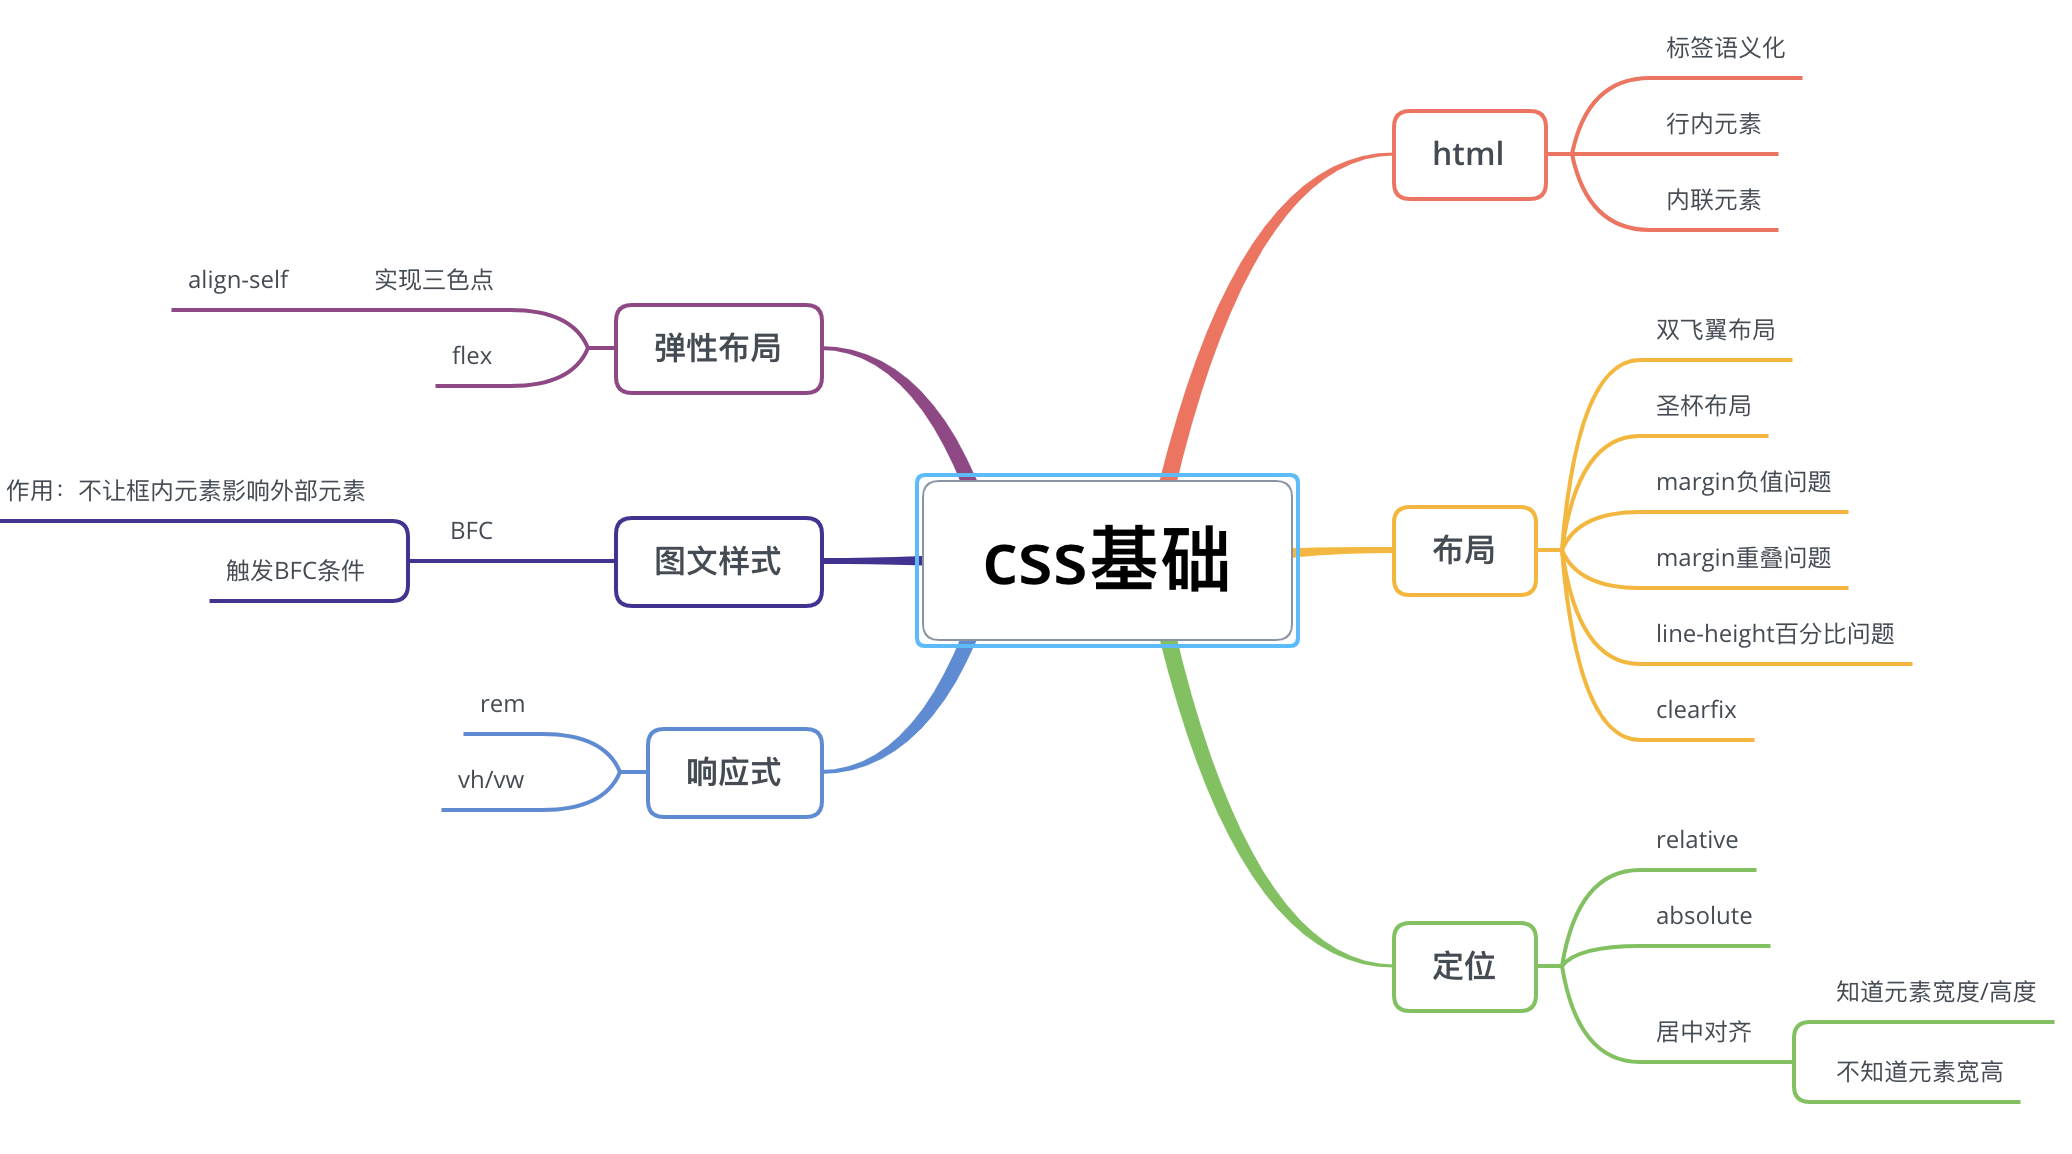 css基础
html
标签语义化
行内元素
内联元素
布局
双飞翼布局
圣杯布局
margin负值问题
margin重叠问题
line-height百分比问题
clearfix
定位
relative
absolute
居中对齐
知道元素宽度/高度
不知道元素宽高
弹性布局
实现三色点
align-self
flex
图文样式
BFC
作用：不让框内元素影响外部元素
触发BFC条件
响应式
rem
vh/vw